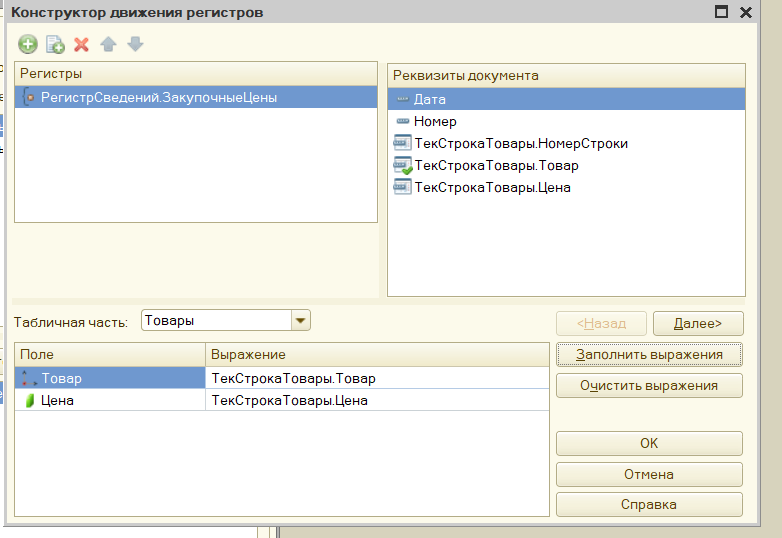 Конструктор движения регистров
Регистры
РегистрСведений.ЗакупочныеЦены
Реквизиты документа
Дата
Номер
ТекСтрокаТовары.НомерСтроки
ТекСтрокаТовары.Товар
ТекСтрокаТовары.Цена
Табличная часть: Товары
<Назад Далее>
Поле Выражение
Товар ТекСтрокаТовары.Товар
Цена ТекСтрокаТовары.Цена
Заполнить выражения
Очистить выражения
OK
Отмена
Справка